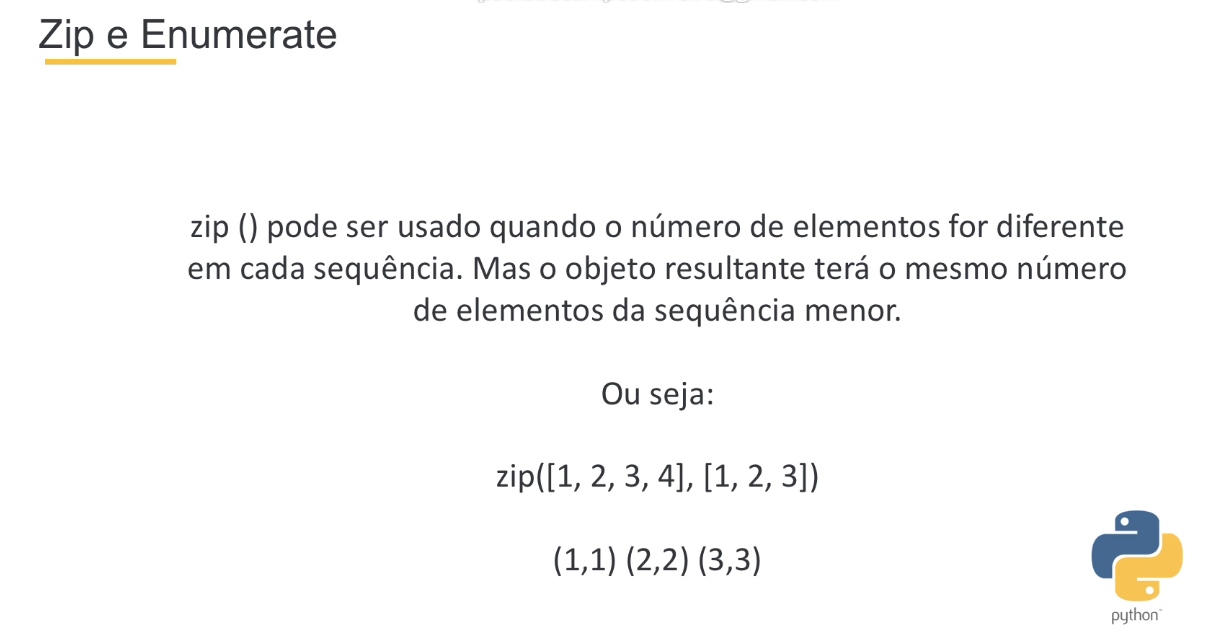 Zip e Enumerate
zip () pode ser usado quando o número de elementos for diferente
em cada sequência. Mas o objeto resultante terá o mesmo número
de elementos da sequência menor.
Ou seja:
zip([1, 2, 3, 4], [1, 2, 3])
(1,1) (2,2) (3,3)
python™